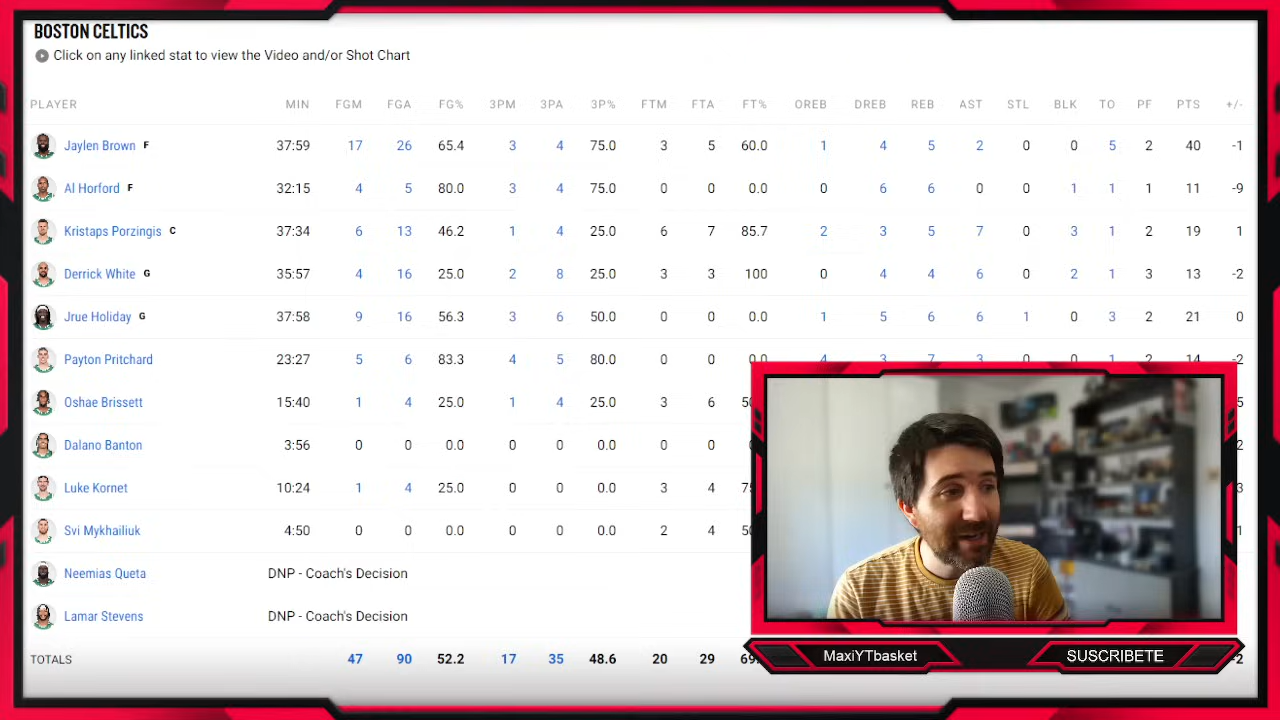 BOSTON CELTICS
Click on any linked stat to view the Video and/or Shot Chart
PLAYER MIN FGM FGA FG% 3PM 3PA 3P% FTM FTA FT% OREB DREB REB AST STL BLK TO PF PTS +/-
Jaylen Brown F 37:59 17 26 65.4 3 4 75.0 3 5 60.0 1 4 5 2 0 0 5 2 40 -1
Al Horford F 32:15 4 5 80.0 3 4 75.0 0 0 0.0 0 6 6 0 0 1 1 1 11 -9
Kristaps Porzingis C 37:34 6 13 46.2 1 4 25.0 6 7 85.7 2 3 5 7 0 3 1 2 19 1
Derrick White G 35:57 4 16 25.0 2 8 25.0 3 3 100 0 4 4 6 0 2 1 3 13 -2
Jrue Holiday G 37:58 9 16 56.3 3 6 50.0 0 0 0.0 1 5 6 6 1 0 3 2 21 0
Payton Pritchard 23:27 5 6 83.3 4 5 80.0 0 0 0.0 4 3 7 3 0 0 1 2 14 -2
Oshae Brissett 15:40 1 4 25.0 1 4 25.0 3 6
Dalano Banton 3:56 0 0 0.0 0 0 0.0 0 0
Luke Kornet 10:24 1 4 25.0 0 0 0.0 3 4
Svi Mykhailiuk 4:50 0 0 0.0 0 0 0.0 2 4
Neemias Queta DNP - Coach's Decision
Lamar Stevens DNP - Coach's Decision
TOTALS 47 90 52.2 17 35 48.6 20 29
MaxiYTbasket
SUSCRIBETE